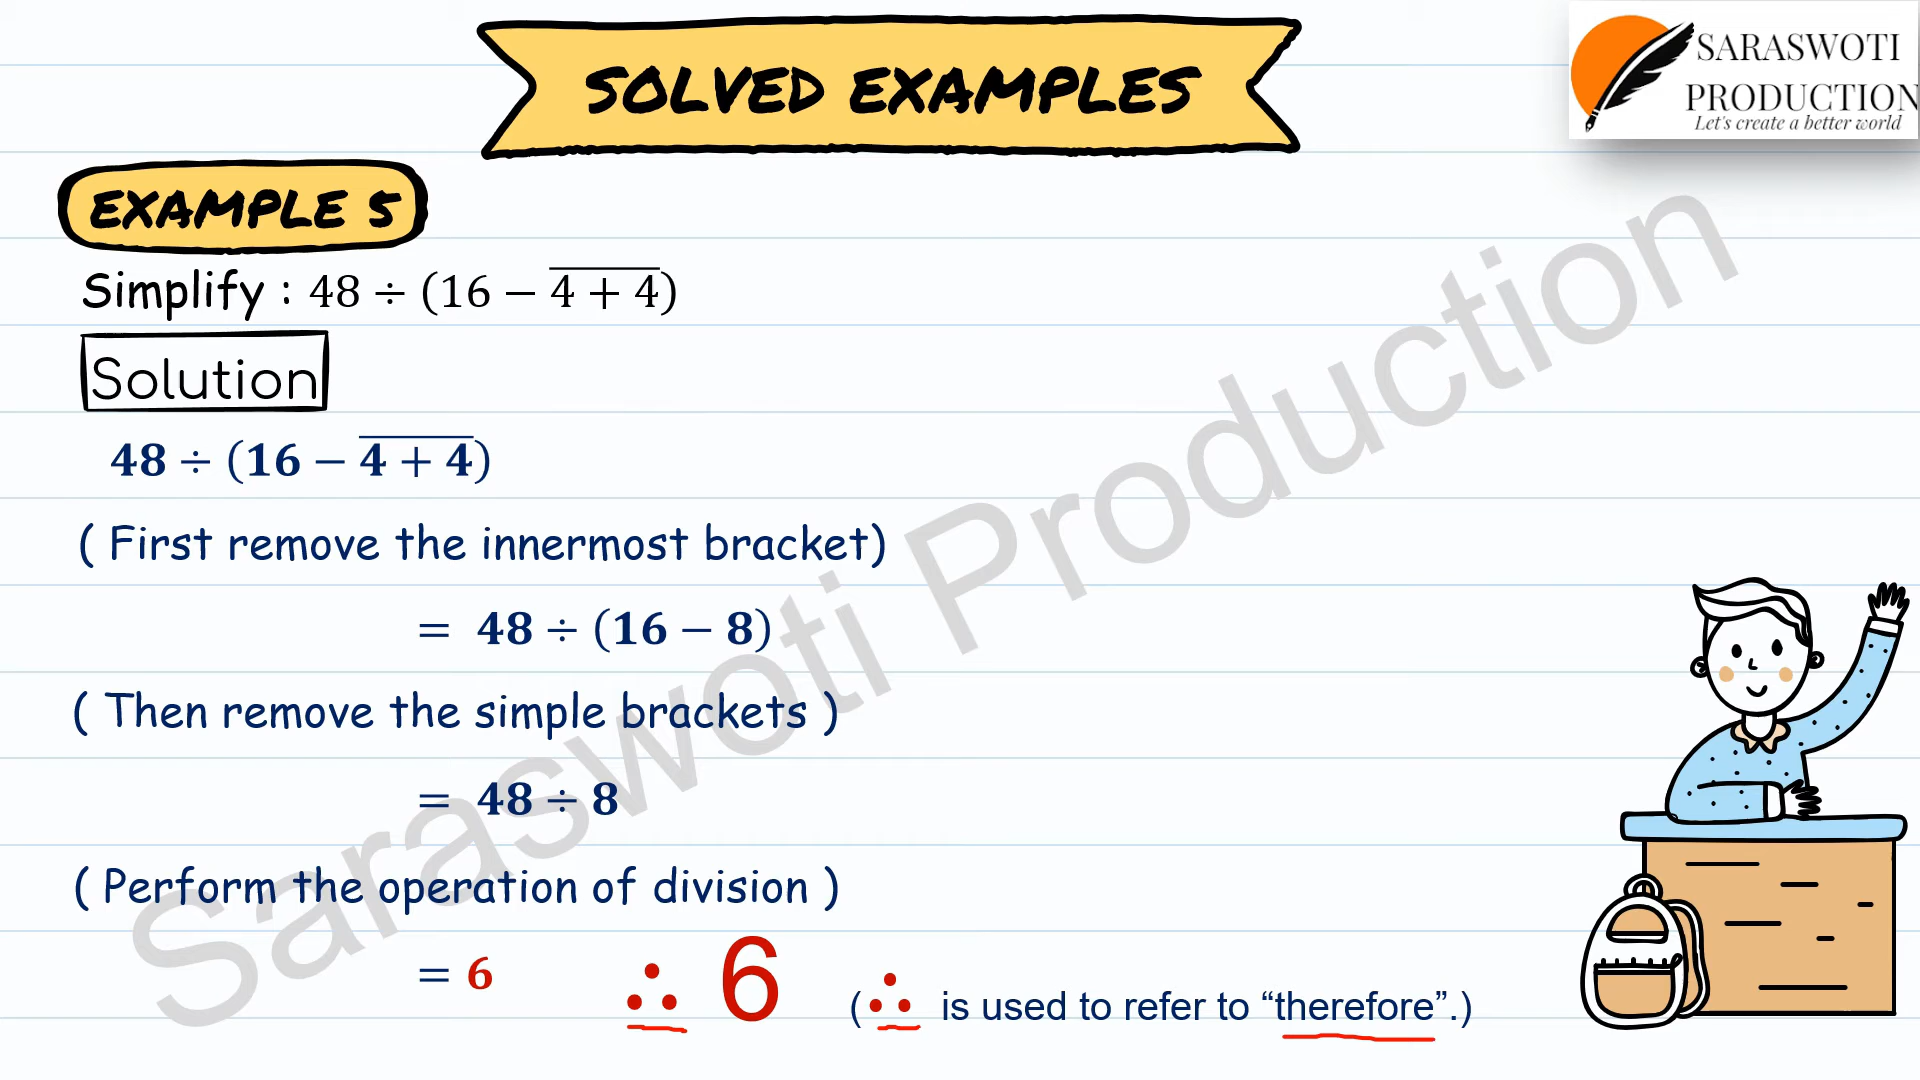 SOLVED EXAMPLES
SARASWOTI
PRODUCTION
Let's create a better world
EXAMPLE 5
Simplify : 48 ÷ (16 − 4̅ ̅+̅ ̅4̅)
Solution
48 ÷ (16 − 4̅ ̅+̅ ̅4̅)
( First remove the innermost bracket)
= 48 ÷ (16 − 8)
( Then remove the simple brackets )
= 48 ÷ 8
( Perform the operation of division )
= 6 ∴ 6 ( ∴ is used to refer to “therefore”.)
Saraswoti Production